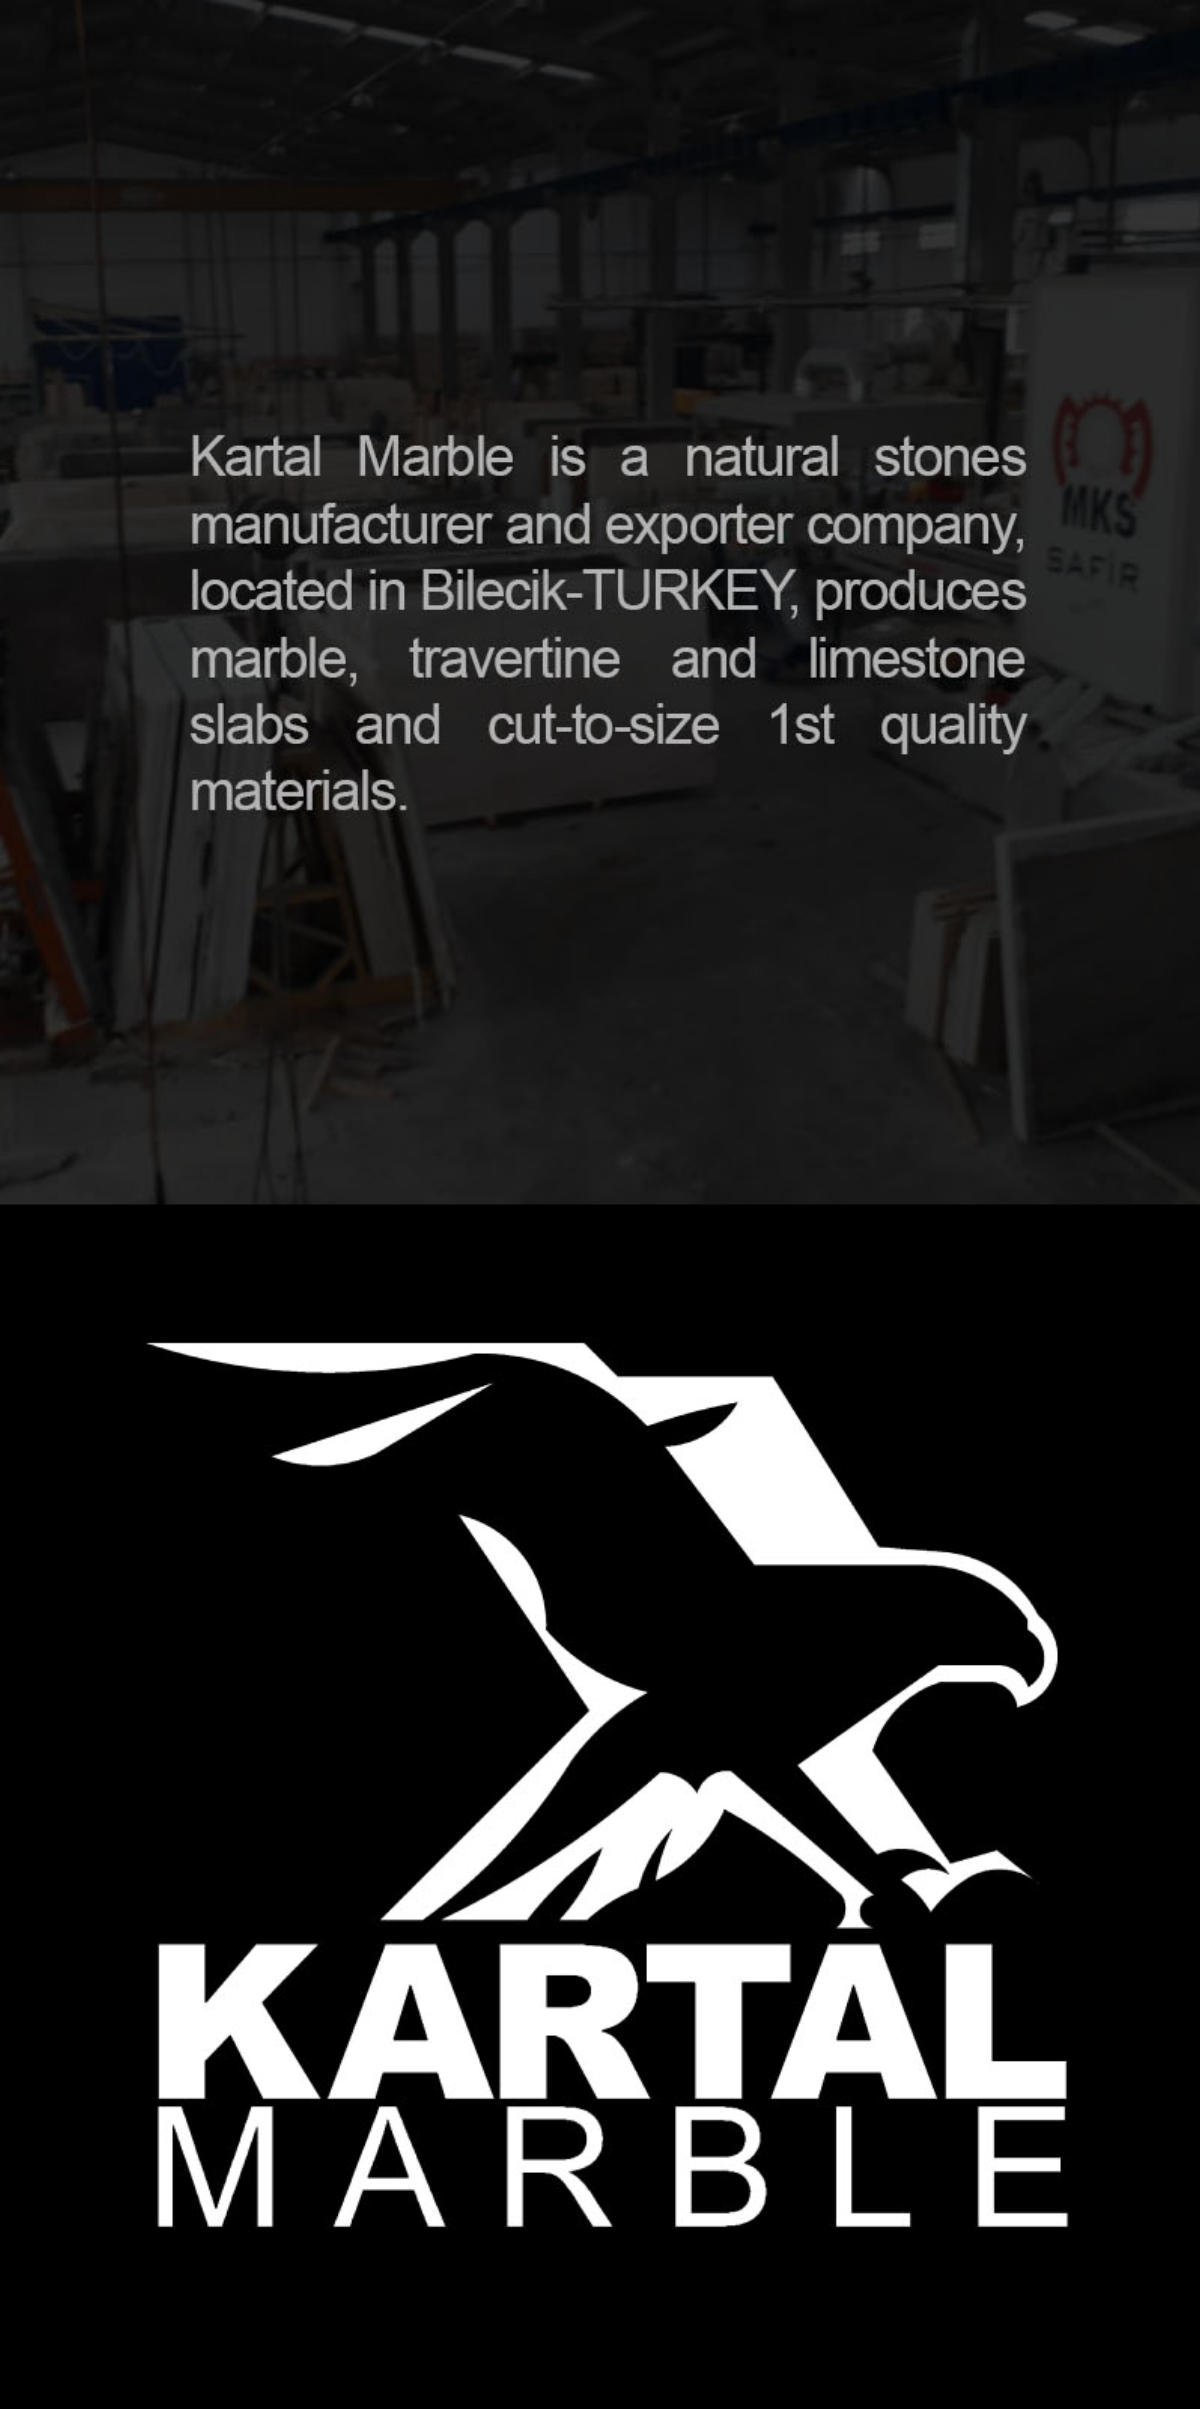 Kartal Marble is a natural stones
manufacturer and exporter company,
located in Bilecik-TURKEY, produces
marble, travertine and limestone
slabs and cut-to-size 1st quality
materials.
MKS
SAFİR
KARTAL
MARBLE